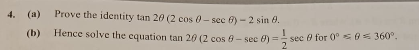 4. (a) Prove the identity tan 2θ (2 cos θ − sec θ) = 2 sin θ.
(b) Hence solve the equation tan 2θ (2 cos θ − sec θ) = 1/2 sec θ for 0° ≤ θ ≤ 360°.